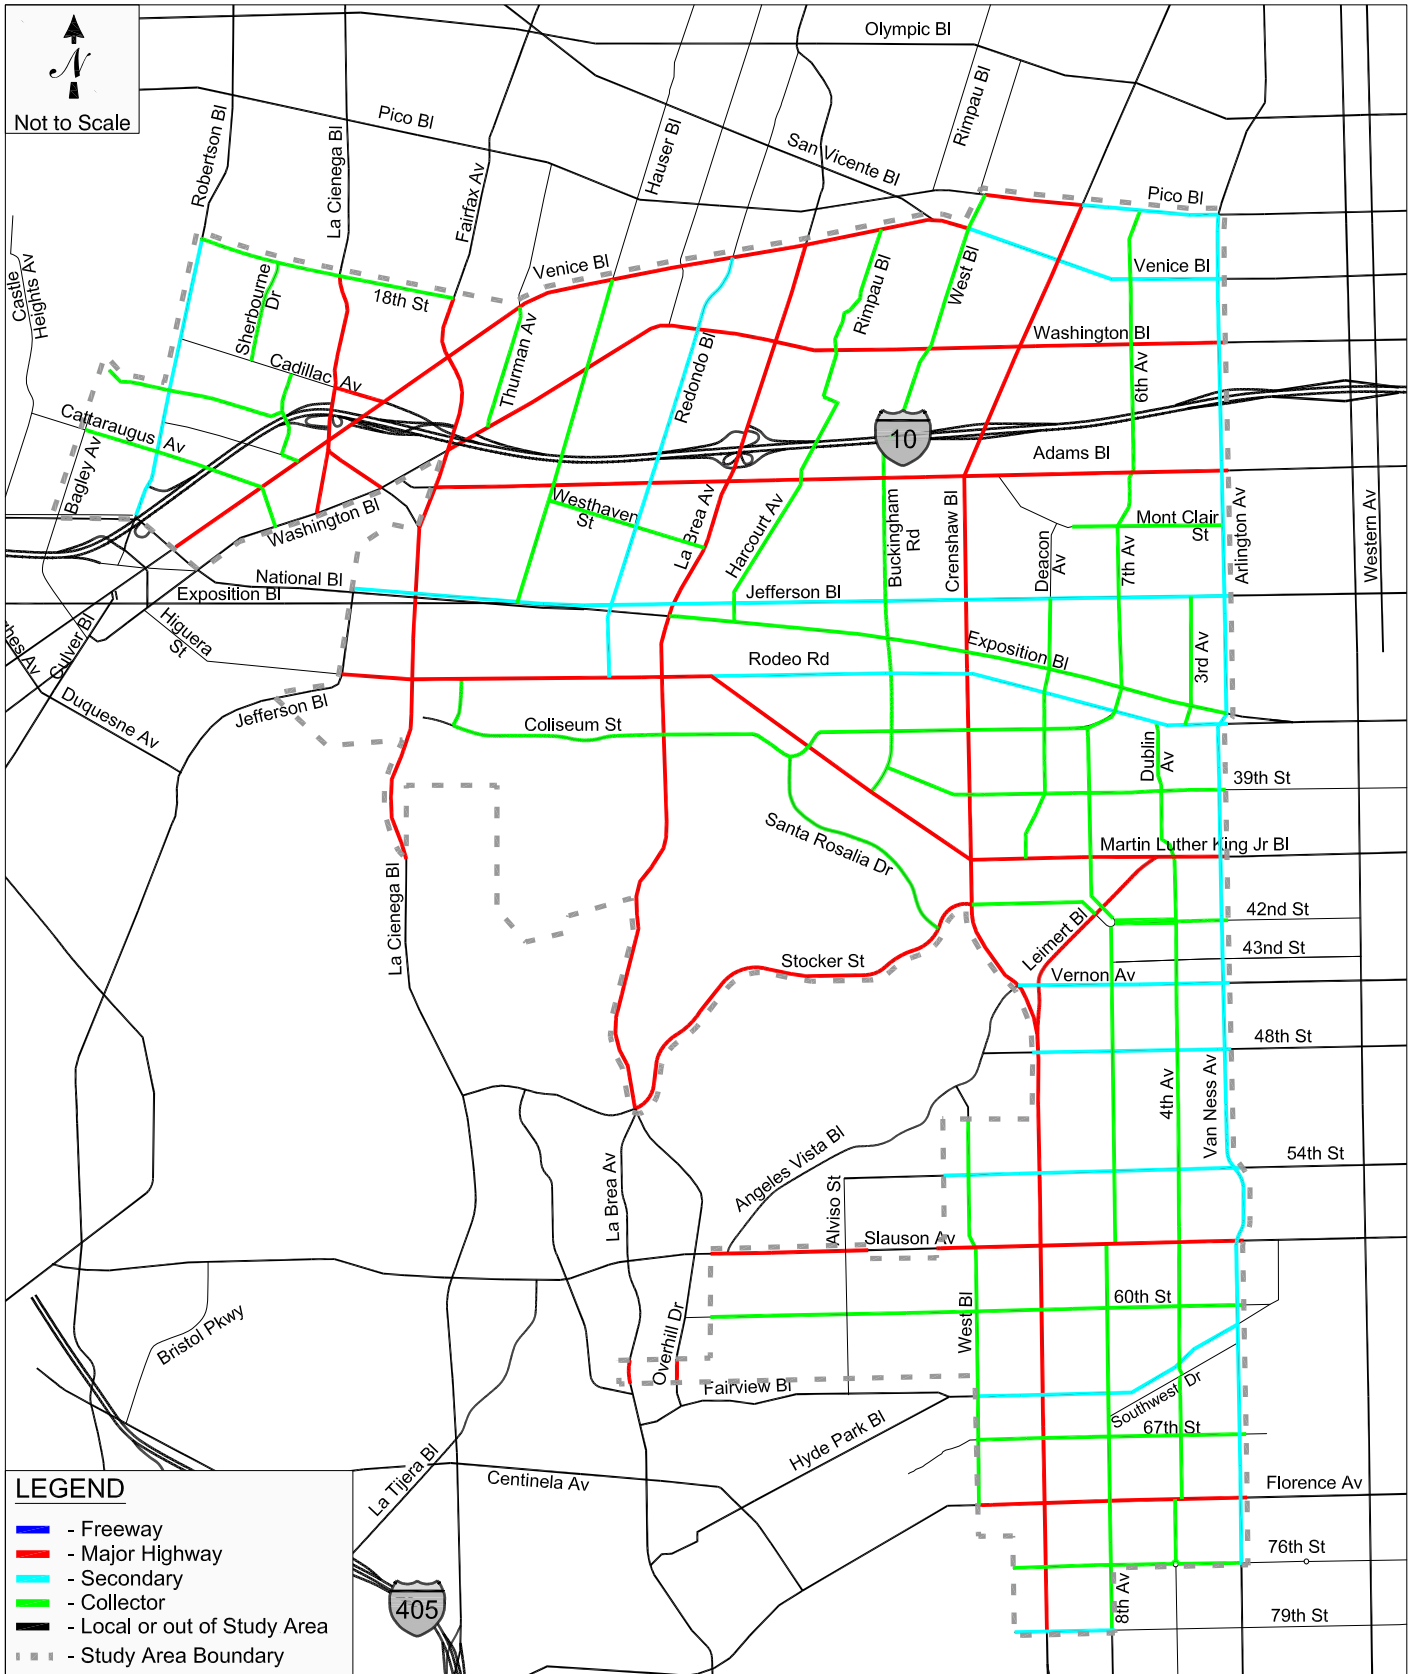 N
Not to Scale
Olympic Bl
Pico Bl
Robertson Bl
La Cienega Bl
Fairfax Av
Hauser Bl
San Vicente Bl
Rimpau Bl
Pico Bl
Castle
Heights Av
Sherbourne
Dr
18th St
Venice Bl
Thurman Av
Redondo Bl
Rimpau Bl
West Bl
Venice Bl
Washington Bl
6th Av
Cadillac Av
Cattaraugus Av
Bagley Av
10
Adams Bl
Washington Bl
Westhaven
St
La Brea Av
Harcourt Av
Buckingham
Rd
Crenshaw Bl
Deacon
Av
7th Av
Mont Clair
St
Arlington Av
Western Av
National Bl
Exposition Bl
Jefferson Bl
Higuera
St
Culver Bl
hes Av
Duquesne Av
Jefferson Bl
Rodeo Rd
Exposition Bl
3rd Av
Coliseum St
Dublin
Av
39th St
Santa Rosalia Dr
Martin Luther King Jr Bl
La Cienega Bl
Stocker St
Leimert Bl
42nd St
43nd St
Vernon Av
48th St
4th Av
Van Ness Av
Angeles Vista Bl
54th St
La Brea Av
Alviso St
Slauson Av
Bristol Pkwy
Overhill Dr
West Bl
60th St
Fairview Bl
Southwest Dr
67th St
Hyde Park Bl
La Tijera Bl
Centinela Av
Florence Av
76th St
8th Av
79th St
405
LEGEND
- Freeway
- Major Highway
- Secondary
- Collector
- Local or out of Study Area
- Study Area Boundary